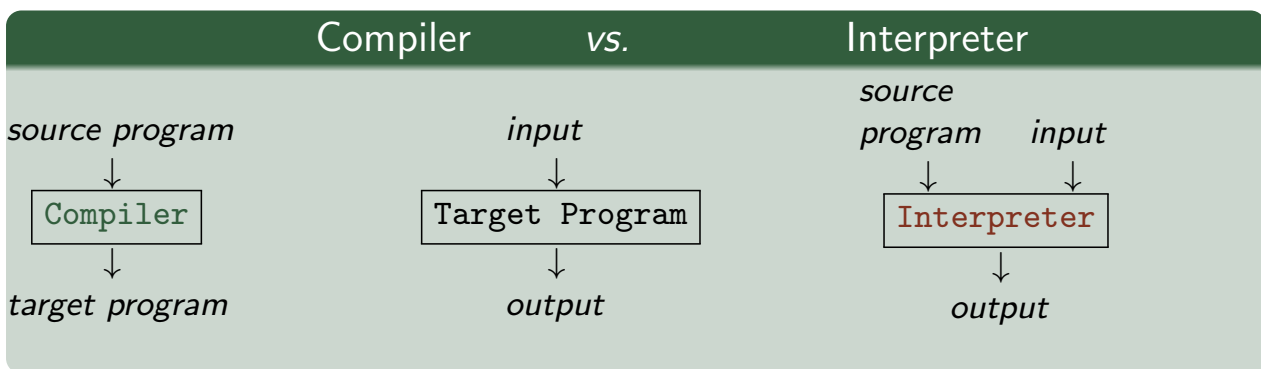 Compiler vs. Interpreter
source program
Compiler
target program
input
Target Program
output
source
program input
Interpreter
output